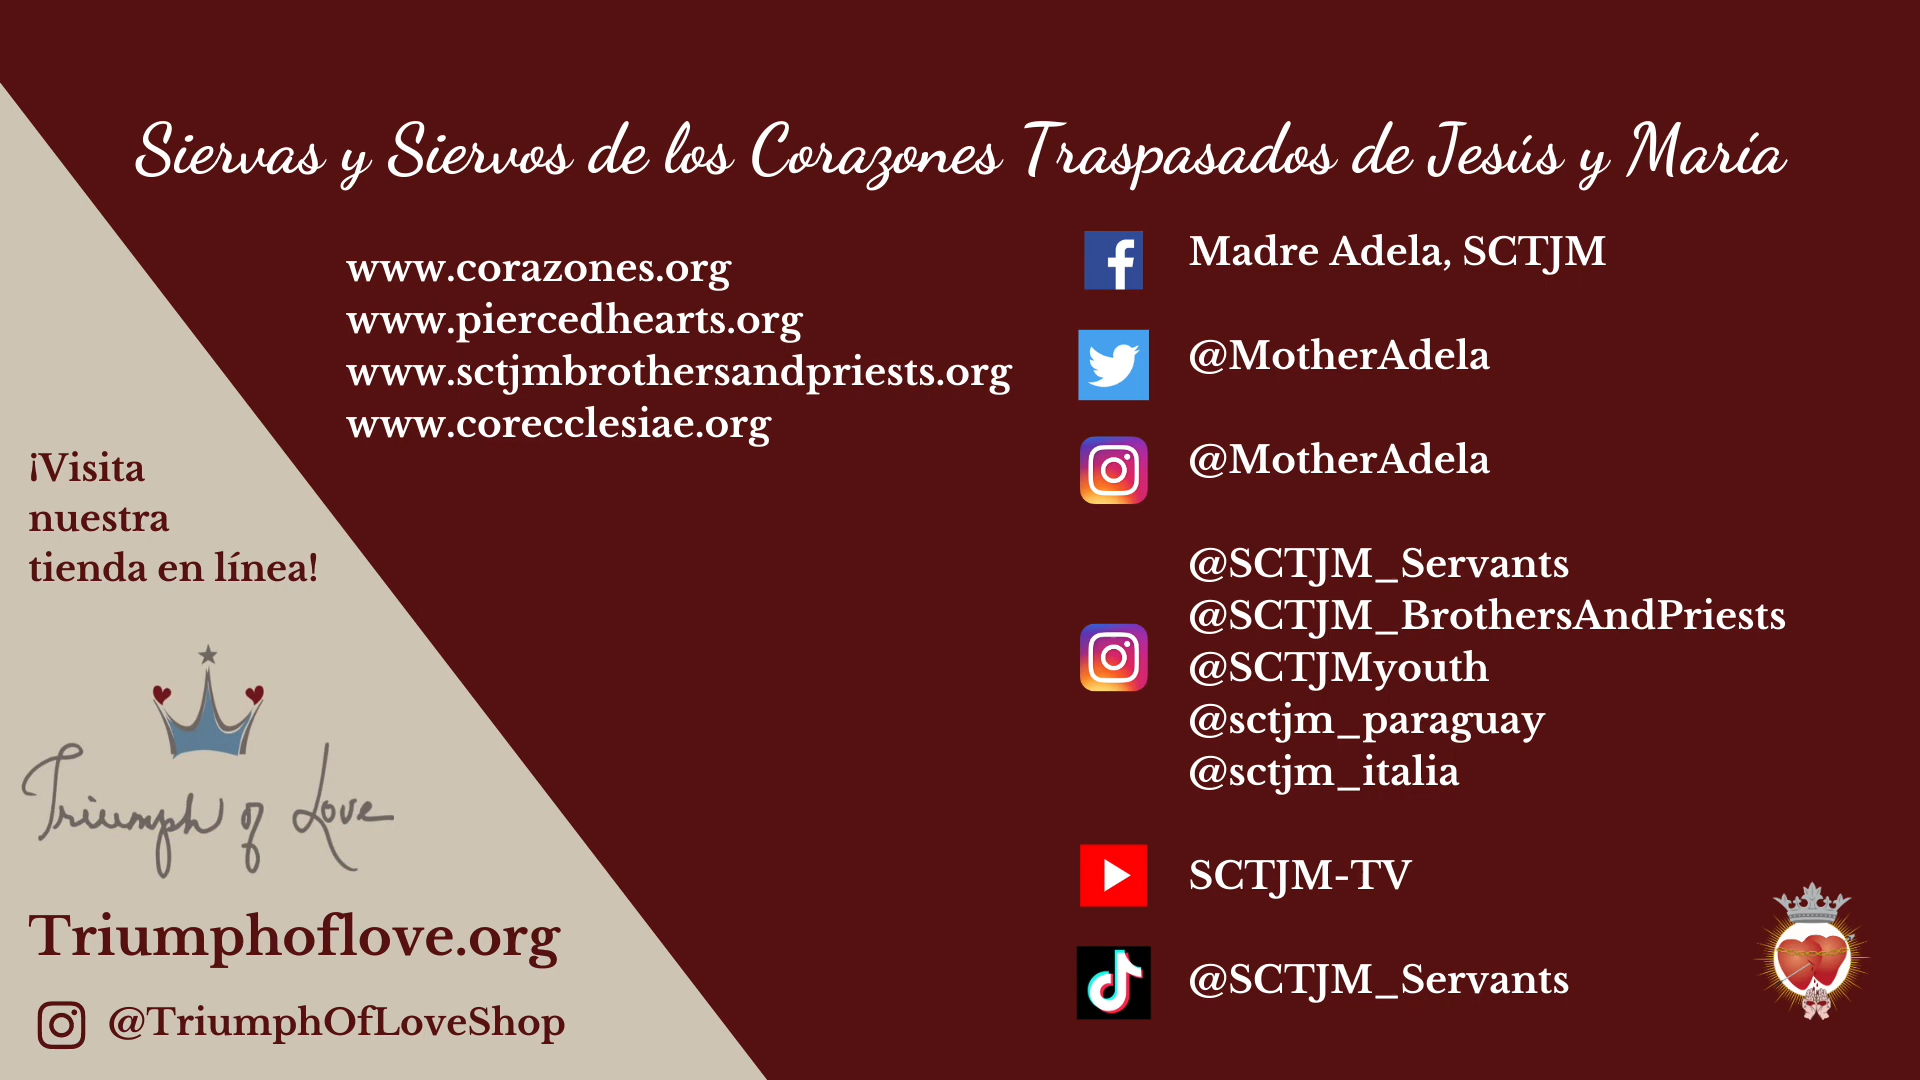 Siervas y Siervos de los Corazones Traspasados de Jesús y María
www.corazones.org
www.piercedhearts.org
www.sctjmbrothersandpriests.org
www.corecclesiae.org
Madre Adela, SCTJM
@MotherAdela
@MotherAdela
@SCTJM_Servants
@SCTJM_BrothersAndPriests
@SCTJMyouth
@sctjm_paraguay
@sctjm_italia
SCTJM-TV
@SCTJM_Servants
¡Visita
nuestra
tienda en línea!
Triumph of Love
Triumphoflove.org
@TriumphOfLoveShop